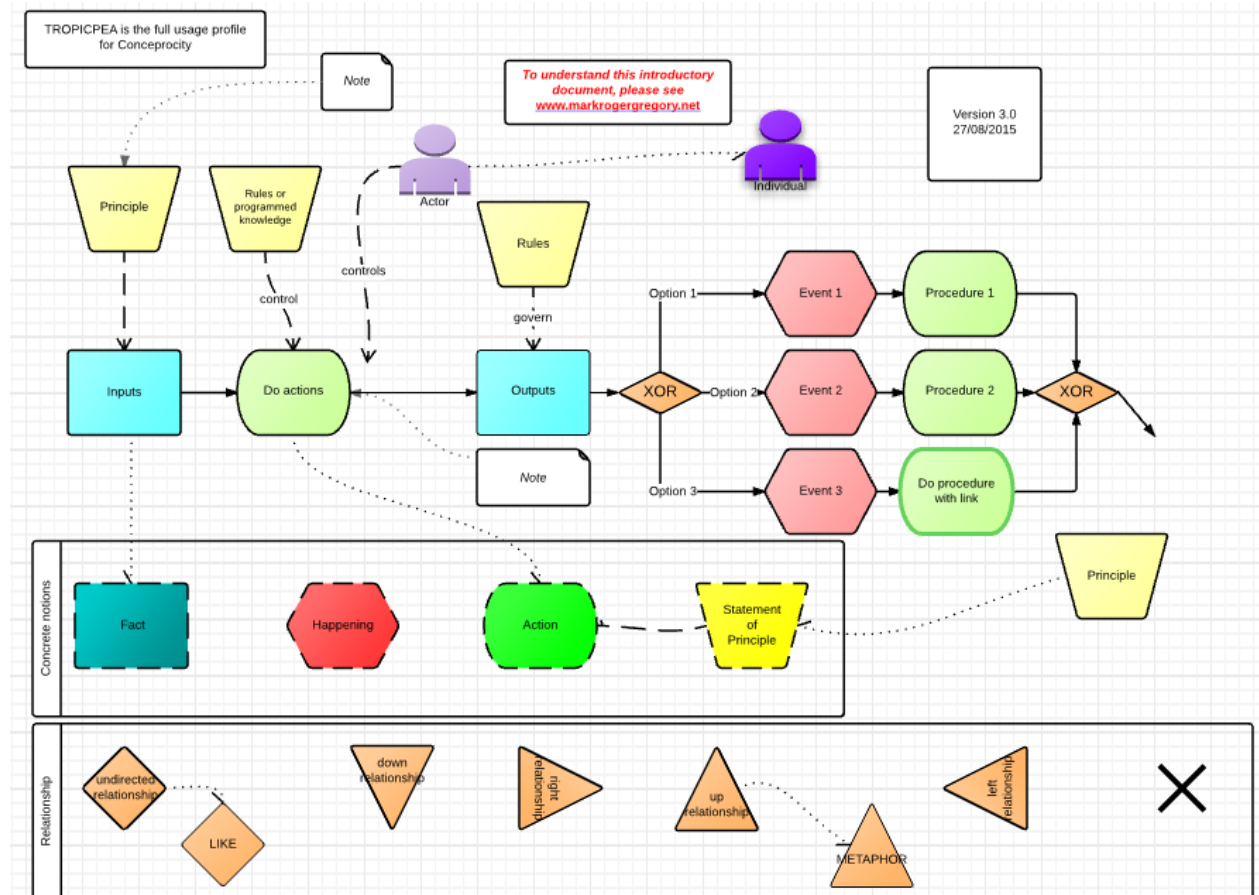 TROPICPEA is the full usage profile
for Conceprocity
Note
To understand this introductory
document, please see
www.markrogergregory.net
Version 3.0
27/08/2015
Individual
Actor
Principle
Rules or
programmed
knowledge
Rules
controls
control
govern
Option 1
Event 1
Procedure 1
Inputs
Do actions
Outputs
XOR
Option 2
Event 2
Procedure 2
XOR
Note
Option 3
Event 3
Do procedure
with link
Principle
Concrete notions
Fact
Happening
Action
Statement
of
Principle
Relationship
undirected
relationship
LIKE
down
relationship
right
relationship
up
relationship
METAPHOR
left
relationship